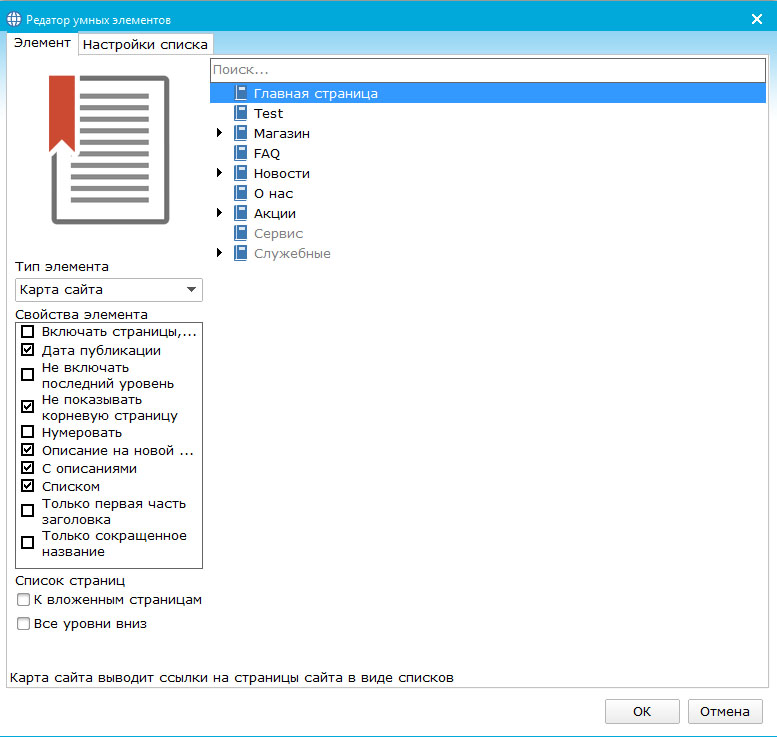 Редатор умных элементов
Элемент
Настройки списка
Поиск...
Главная страница
Test
Магазин
FAQ
Новости
О нас
Акции
Сервис
Служебные
Тип элемента
Карта сайта
Свойства элемента
Включать страницы,...
Дата публикации
Не включать
последний уровень
Не показывать
корневую страницу
Нумеровать
Описание на новой ...
С описаниями
Списком
Только первая часть
заголовка
Только сокращенное
название
Список страниц
К вложенным страницам
Все уровни вниз
Карта сайта выводит ссылки на страницы сайта в виде списков
ОК
Отмена